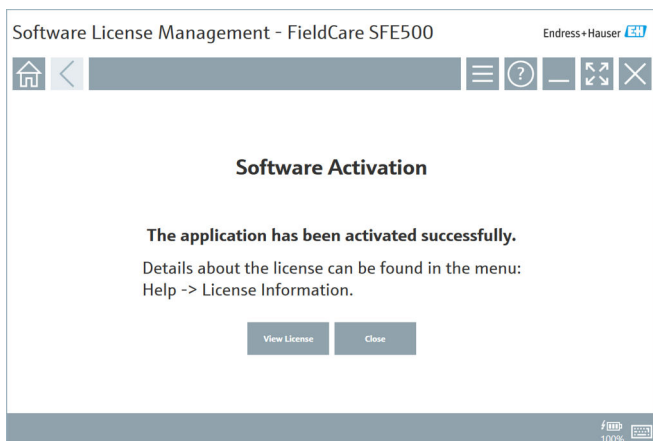 Software License Management - FieldCare SFE500
Endress+Hauser EH
?
Software Activation
The application has been activated successfully.
Details about the license can be found in the menu:
Help -> License Information.
View License Close
100%